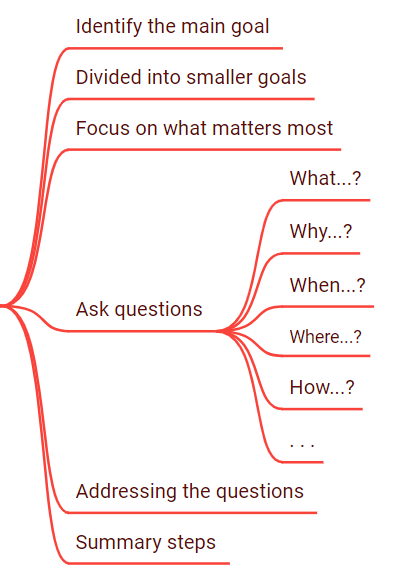 Identify the main goal
Divided into smaller goals
Focus on what matters most
Ask questions
What...?
Why...?
When...?
Where...?
How...?
. . .
Addressing the questions
Summary steps